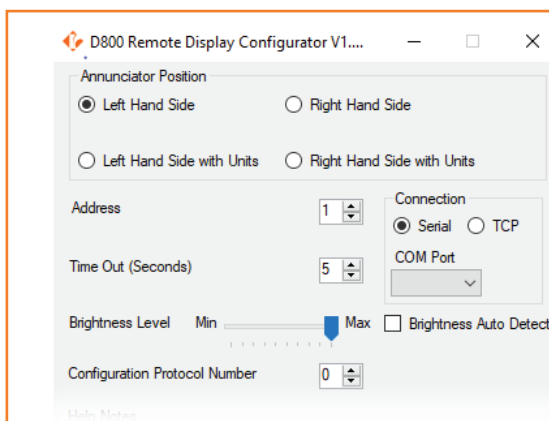 D800 Remote Display Configurator V1....
Annunciator Position
Left Hand Side
Right Hand Side
Left Hand Side with Units
Right Hand Side with Units
Address
1
Connection
Serial
TCP
Time Out (Seconds)
5
COM Port
Brightness Level
Min
Max
Brightness Auto Detect
Configuration Protocol Number
0
Help Notes